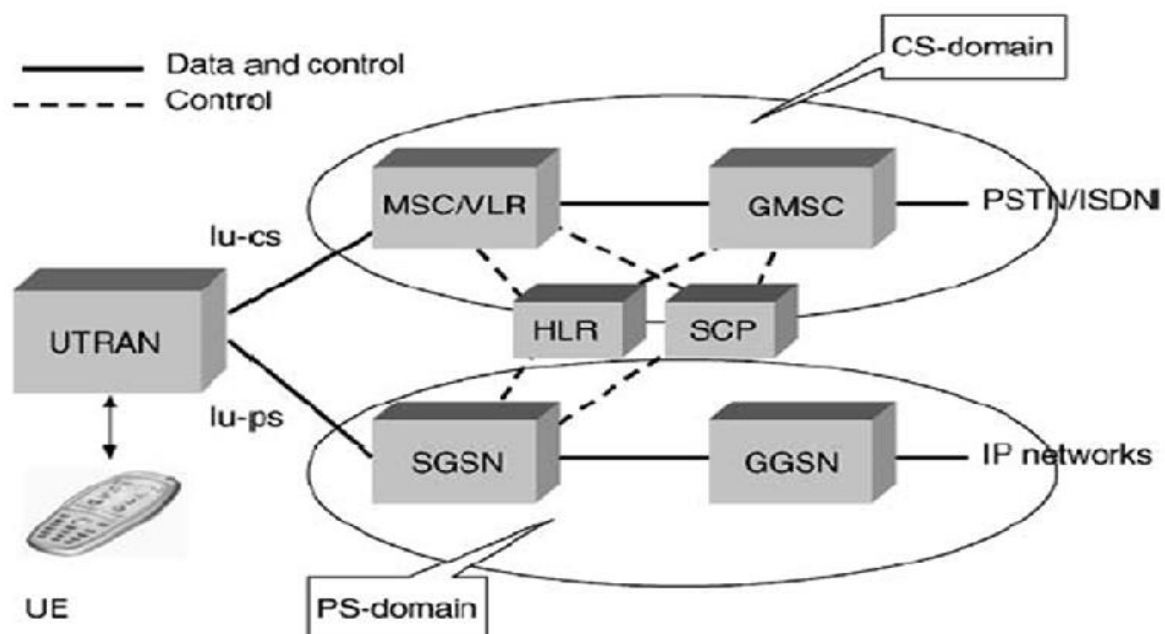 CS-domain
Data and control
Control
MSC/VLR
GMSC
PSTN/ISDN
Iu-cs
HLR
SCP
UTRAN
Iu-ps
SGSN
GGSN
IP networks
UE
PS-domain